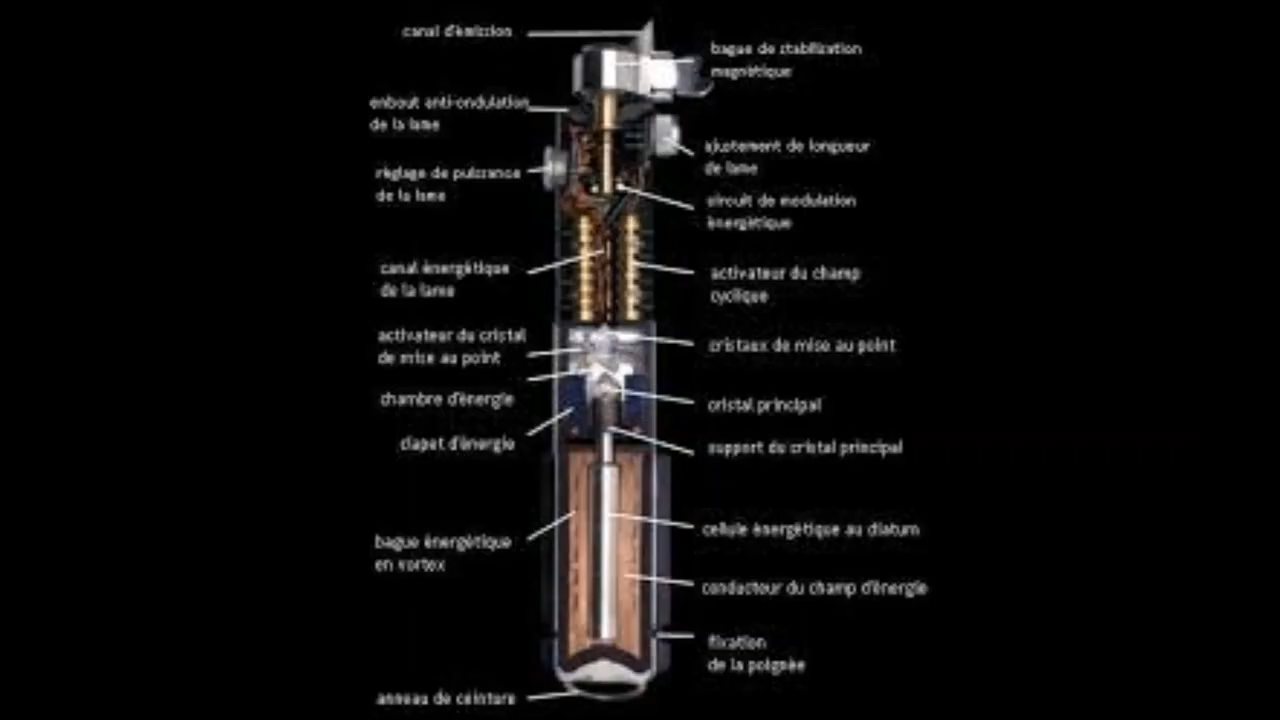 canal d'émission
bague de stabilization
magnétique
enbout anti-ondulation
de la lame
ajustement de longueur
de lame
réglage de puissance
de la lame
circuit de modulation
énergétique
canal énergétique
de la lame
activateur du champ
cyclique
activateur du cristal
de mise au point
cristaux de mise au point
chambre d'énergie
cristal principal
clapet d'énergie
support du cristal principal
cellule énergétique au diatum
bague énergétique
en vortex
conducteur du champ d'énergie
fixation
de la poignée
anneau de ceinture